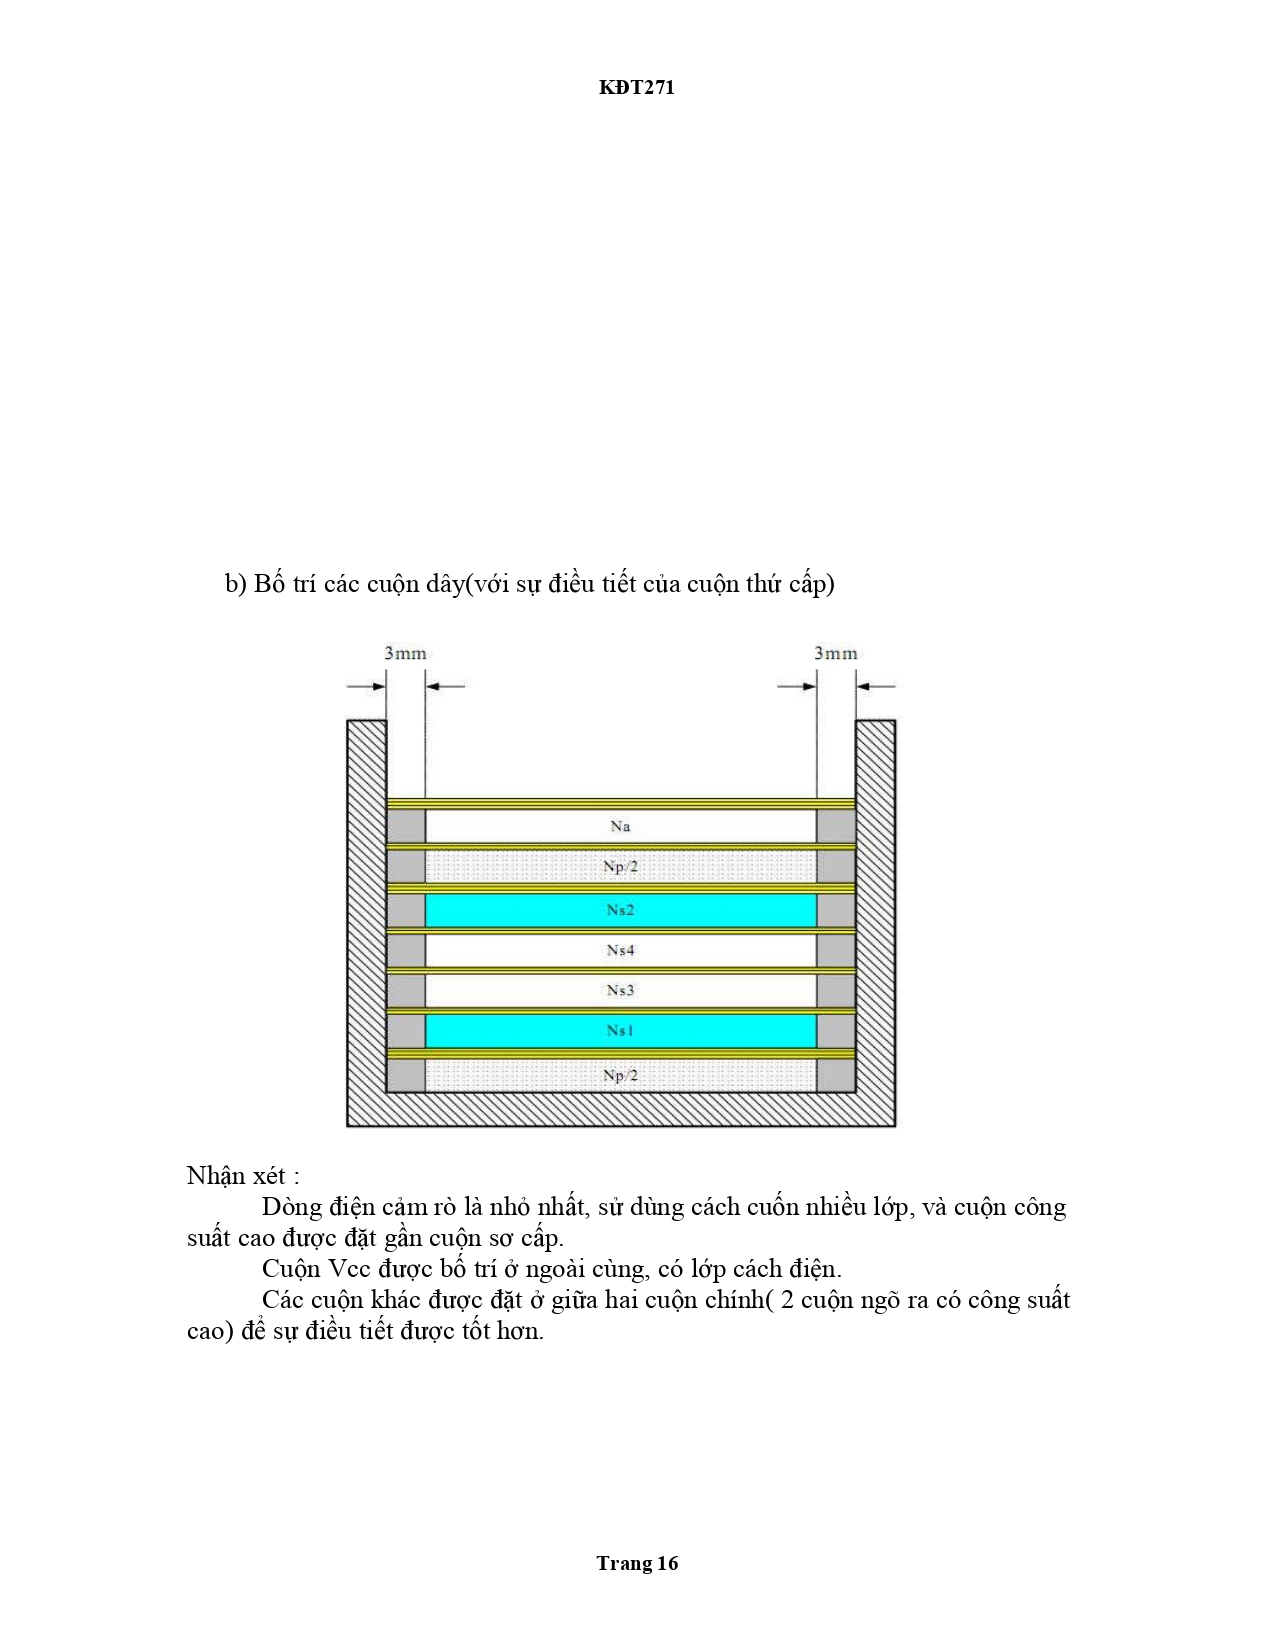 KĐT271
b) Bố trí các cuộn dây(với sự điều tiết của cuộn thứ cấp)
3mm 3mm
Na
Np/2
Ns2
Ns4
Ns3
Ns1
Np/2
Nhận xét :
Dòng điện cảm rò là nhỏ nhất, sử dùng cách cuốn nhiều lớp, và cuộn công
suất cao được đặt gần cuộn sơ cấp.
Cuộn Vcc được bố trí ở ngoài cùng, có lớp cách điện.
Các cuộn khác được đặt ở giữa hai cuộn chính( 2 cuộn ngõ ra có công suất
cao) để sự điều tiết được tốt hơn.
Trang 16